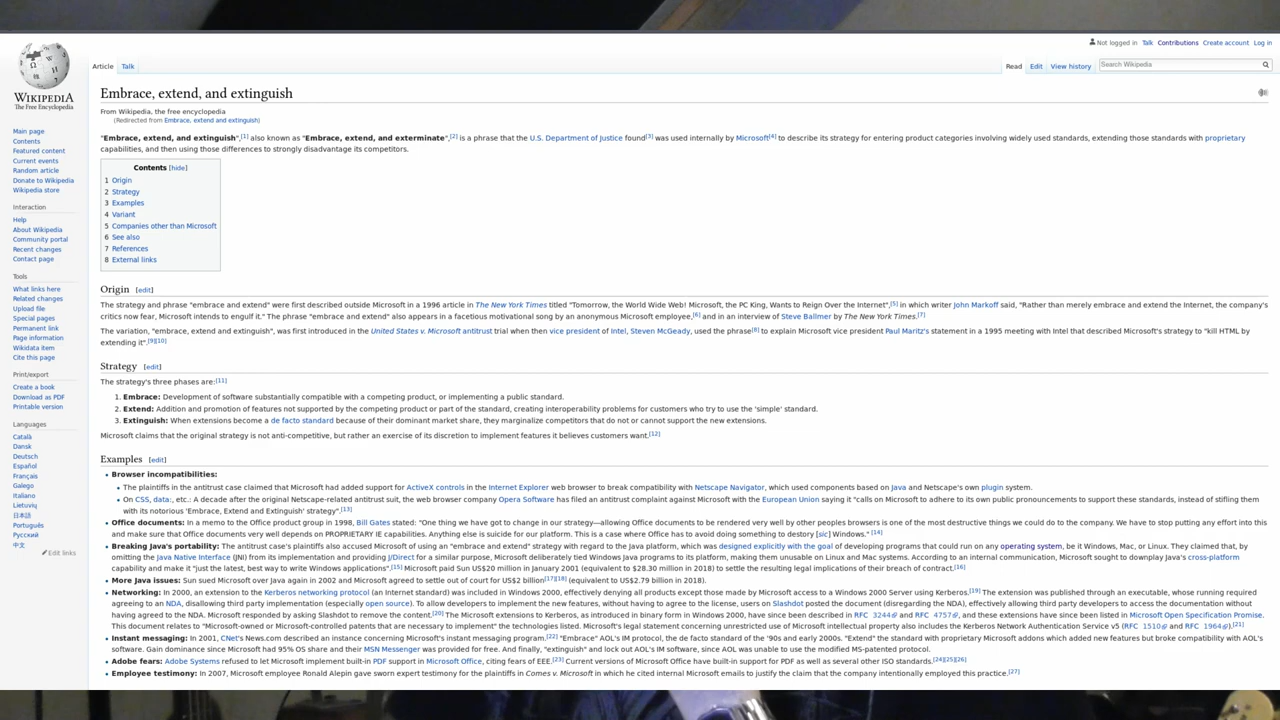 Not logged in Talk Contributions Create account Log in
WIKIPEDIA
The Free Encyclopedia
Article Talk
Read Edit View history Search Wikipedia
Main page
Contents
Featured content
Current events
Random article
Donate to Wikipedia
Wikipedia store
Interaction
Help
About Wikipedia
Community portal
Recent changes
Contact page
Tools
What links here
Related changes
Upload file
Special pages
Permanent link
Page information
Wikidata item
Cite this page
Print/export
Create a book
Download as PDF
Printable version
Languages
Català
Dansk
Deutsch
Español
Français
Galego
Italiano
Lietuvių
日本語
Português
Русский
中文
Edit links
Embrace, extend, and extinguish
From Wikipedia, the free encyclopedia
(Redirected from Embrace, extend and extinguish)
"Embrace, extend, and extinguish",[1] also known as "Embrace, extend, and exterminate",[2] is a phrase that the U.S. Department of Justice found[3] was used internally by Microsoft[4] to describe its strategy for entering product categories involving widely used standards, extending those standards with proprietary
capabilities, and then using those differences to strongly disadvantage its competitors.
Contents [hide]
1 Origin
2 Strategy
3 Examples
4 Variant
5 Companies other than Microsoft
6 See also
7 References
8 External links
Origin [edit]
The strategy and phrase "embrace and extend" were first described outside Microsoft in a 1996 article in The New York Times titled "Tomorrow, the World Wide Web! Microsoft, the PC King, Wants to Reign Over the Internet",[5] in which writer John Markoff said, "Rather than merely embrace and extend the Internet, the company's
critics now fear, Microsoft intends to engulf it." The phrase "embrace and extend" also appears in a facetious motivational song by an anonymous Microsoft employee,[6] and in an interview of Steve Ballmer by The New York Times.[7]
The variation, "embrace, extend and extinguish", was first introduced in the United States v. Microsoft antitrust trial when then vice president of Intel, Steven McGeady, used the phrase[8] to explain Microsoft vice president Paul Maritz's statement in a 1995 meeting with Intel that described Microsoft's strategy to "kill HTML by
extending it".[9][10]
Strategy [edit]
The strategy's three phases are:[11]
1. Embrace: Development of software substantially compatible with a competing product, or implementing a public standard.
2. Extend: Addition and promotion of features not supported by the competing product or part of the standard, creating interoperability problems for customers who try to use the 'simple' standard.
3. Extinguish: When extensions become a de facto standard because of their dominant market share, they marginalize competitors that do not or cannot support the new extensions.
Microsoft claims that the original strategy is not anti-competitive, but rather an exercise of its discretion to implement features it believes customers want.[12]
Examples [edit]
• Browser incompatibilities:
• The plaintiffs in the antitrust case claimed that Microsoft had added support for ActiveX controls in the Internet Explorer web browser to break compatibility with Netscape Navigator, which used components based on Java and Netscape's own plugin system.
• On CSS, data:, etc.: A decade after the original Netscape-related antitrust suit, the web browser company Opera Software has filed an antitrust complaint against Microsoft with the European Union saying it "calls on Microsoft to adhere to its own public pronouncements to support these standards, instead of stifling them
with its notorious 'Embrace, Extend and Extinguish' strategy".[13]
• Office documents: In a memo to the Office product group in 1998, Bill Gates stated: "One thing we have got to change in our strategy—allowing Office documents to be rendered very well by other peoples browsers is one of the most destructive things we could do to the company. We have to stop putting any effort into this
and make sure that Office documents very well depends on PROPRIETARY IE capabilities. Anything else is suicide for our platform. This is a case where Office has to avoid doing something to destory [sic] Windows." [14]
• Breaking Java's portability: The antitrust case's plaintiffs also accused Microsoft of using an "embrace and extend" strategy with regard to the Java platform, which was designed explicitly with the goal of developing programs that could run on any operating system, be it Windows, Mac, or Linux. They claimed that, by
omitting the Java Native Interface (JNI) from its implementation and providing J/Direct for a similar purpose, Microsoft deliberately tied Windows Java programs to its platform, making them unusable on Linux and Mac systems. According to an internal communication, Microsoft sought to downplay Java's cross-platform
capability and make it "just the latest, best way to write Windows applications".[15] Microsoft paid Sun US$20 million in January 2001 (equivalent to $28.30 million in 2018) to settle the resulting legal implications of their breach of contract.[16]
• More Java issues: Sun sued Microsoft over Java again in 2002 and Microsoft agreed to settle out of court for US$2 billion[17][18] (equivalent to US$2.79 billion in 2018).
• Networking: In 2000, an extension to the Kerberos networking protocol (an Internet standard) was included in Windows 2000, effectively denying all products except those made by Microsoft access to a Windows 2000 Server using Kerberos.[19] The extension was published through an executable, whose running required
agreeing to an NDA, disallowing third party implementation (especially open source). To allow developers to implement the new features, without having to agree to the license, users on Slashdot posted the document (disregarding the NDA), effectively allowing third party developers to access the documentation without
having agreed to the NDA. Microsoft responded by asking Slashdot to remove the content.[20] The Microsoft extensions to Kerberos, as introduced in binary form in Windows 2000, have since been described in RFC 3244 and RFC 4757, and these extensions have since been listed in Microsoft Open Specification Promise.
This document relates to "Microsoft-owned or Microsoft-controlled patents that are necessary to implement" the technologies listed. Microsoft's legal statement concerning unrestricted use of Microsoft intellectual property also includes the Kerberos Network Authentication Service v5 (RFC 1510 and RFC 1964).[21]
• Instant messaging: In 2001, CNet's News.com described an instance concerning Microsoft's instant messaging program.[22] "Embrace" AOL's IM protocol, the de facto standard of the '90s and early 2000s. "Extend" the standard with proprietary Microsoft addons which added new features but broke compatibility with AOL's
software. Gain dominance since Microsoft had 95% OS share and their MSN Messenger was provided for free. And finally, "extinguish" and lock out AOL's IM software, since AOL was unable to use the modified MS-patented protocol.
• Adobe fears: Adobe Systems refused to let Microsoft implement built-in PDF support in Microsoft Office, citing fears of EEE.[23] Current versions of Microsoft Office have built-in support for PDF as well as several other ISO standards.[24][25][26]
• Employee testimony: In 2007, Microsoft employee Ronald Alepin gave sworn expert testimony for the plaintiffs in Comes v. Microsoft in which he cited internal Microsoft emails to justify the claim that the company intentionally employed this practice.[27]